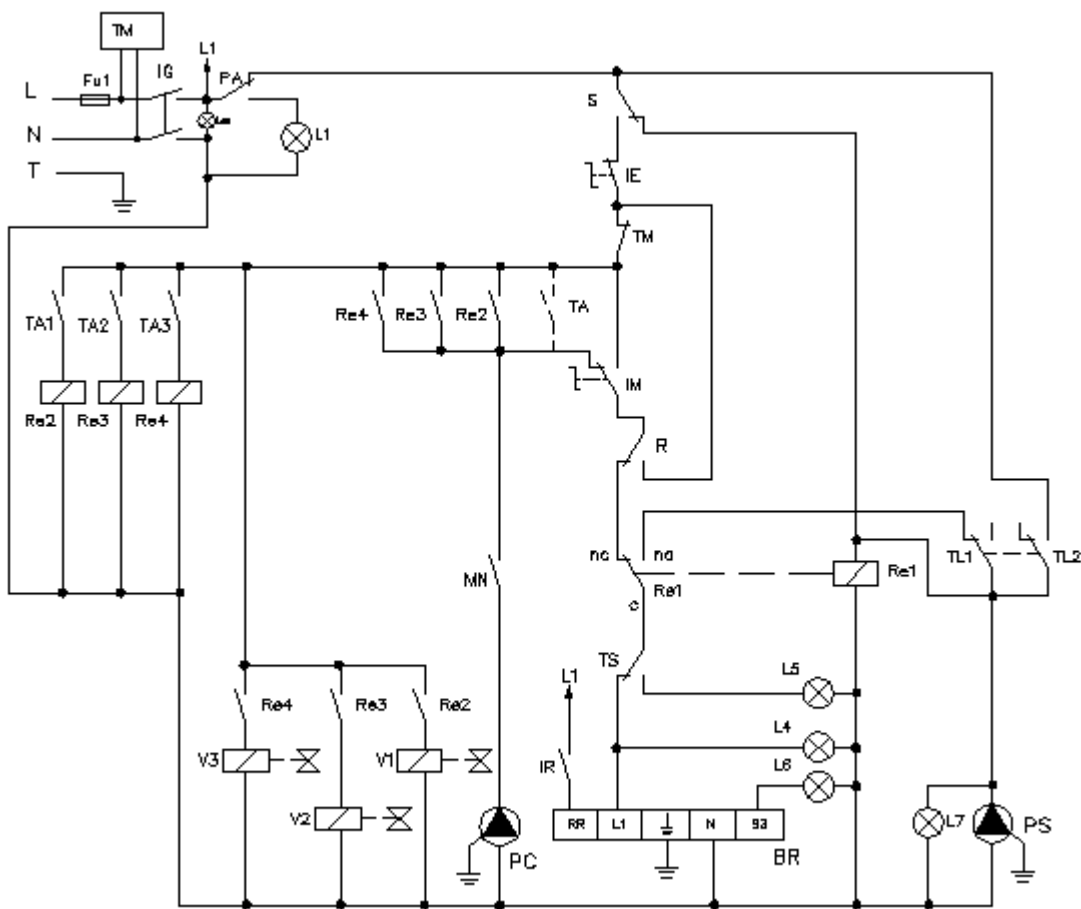 TM
L1
Fu1 IG PA
L
N L1
T
S
IE
TM
TA1 TA2 TA3 Re4 Re3 Re2 TA
IM
Re2 Re3 Re4
R
nc na TL1 TL2
MN Re1 Re1
c
TS
L1 L5
Re4 Re3 Re2
L4
V3 V1 IR L6
V2 RR L1 N 93 L7 PS
PC BR